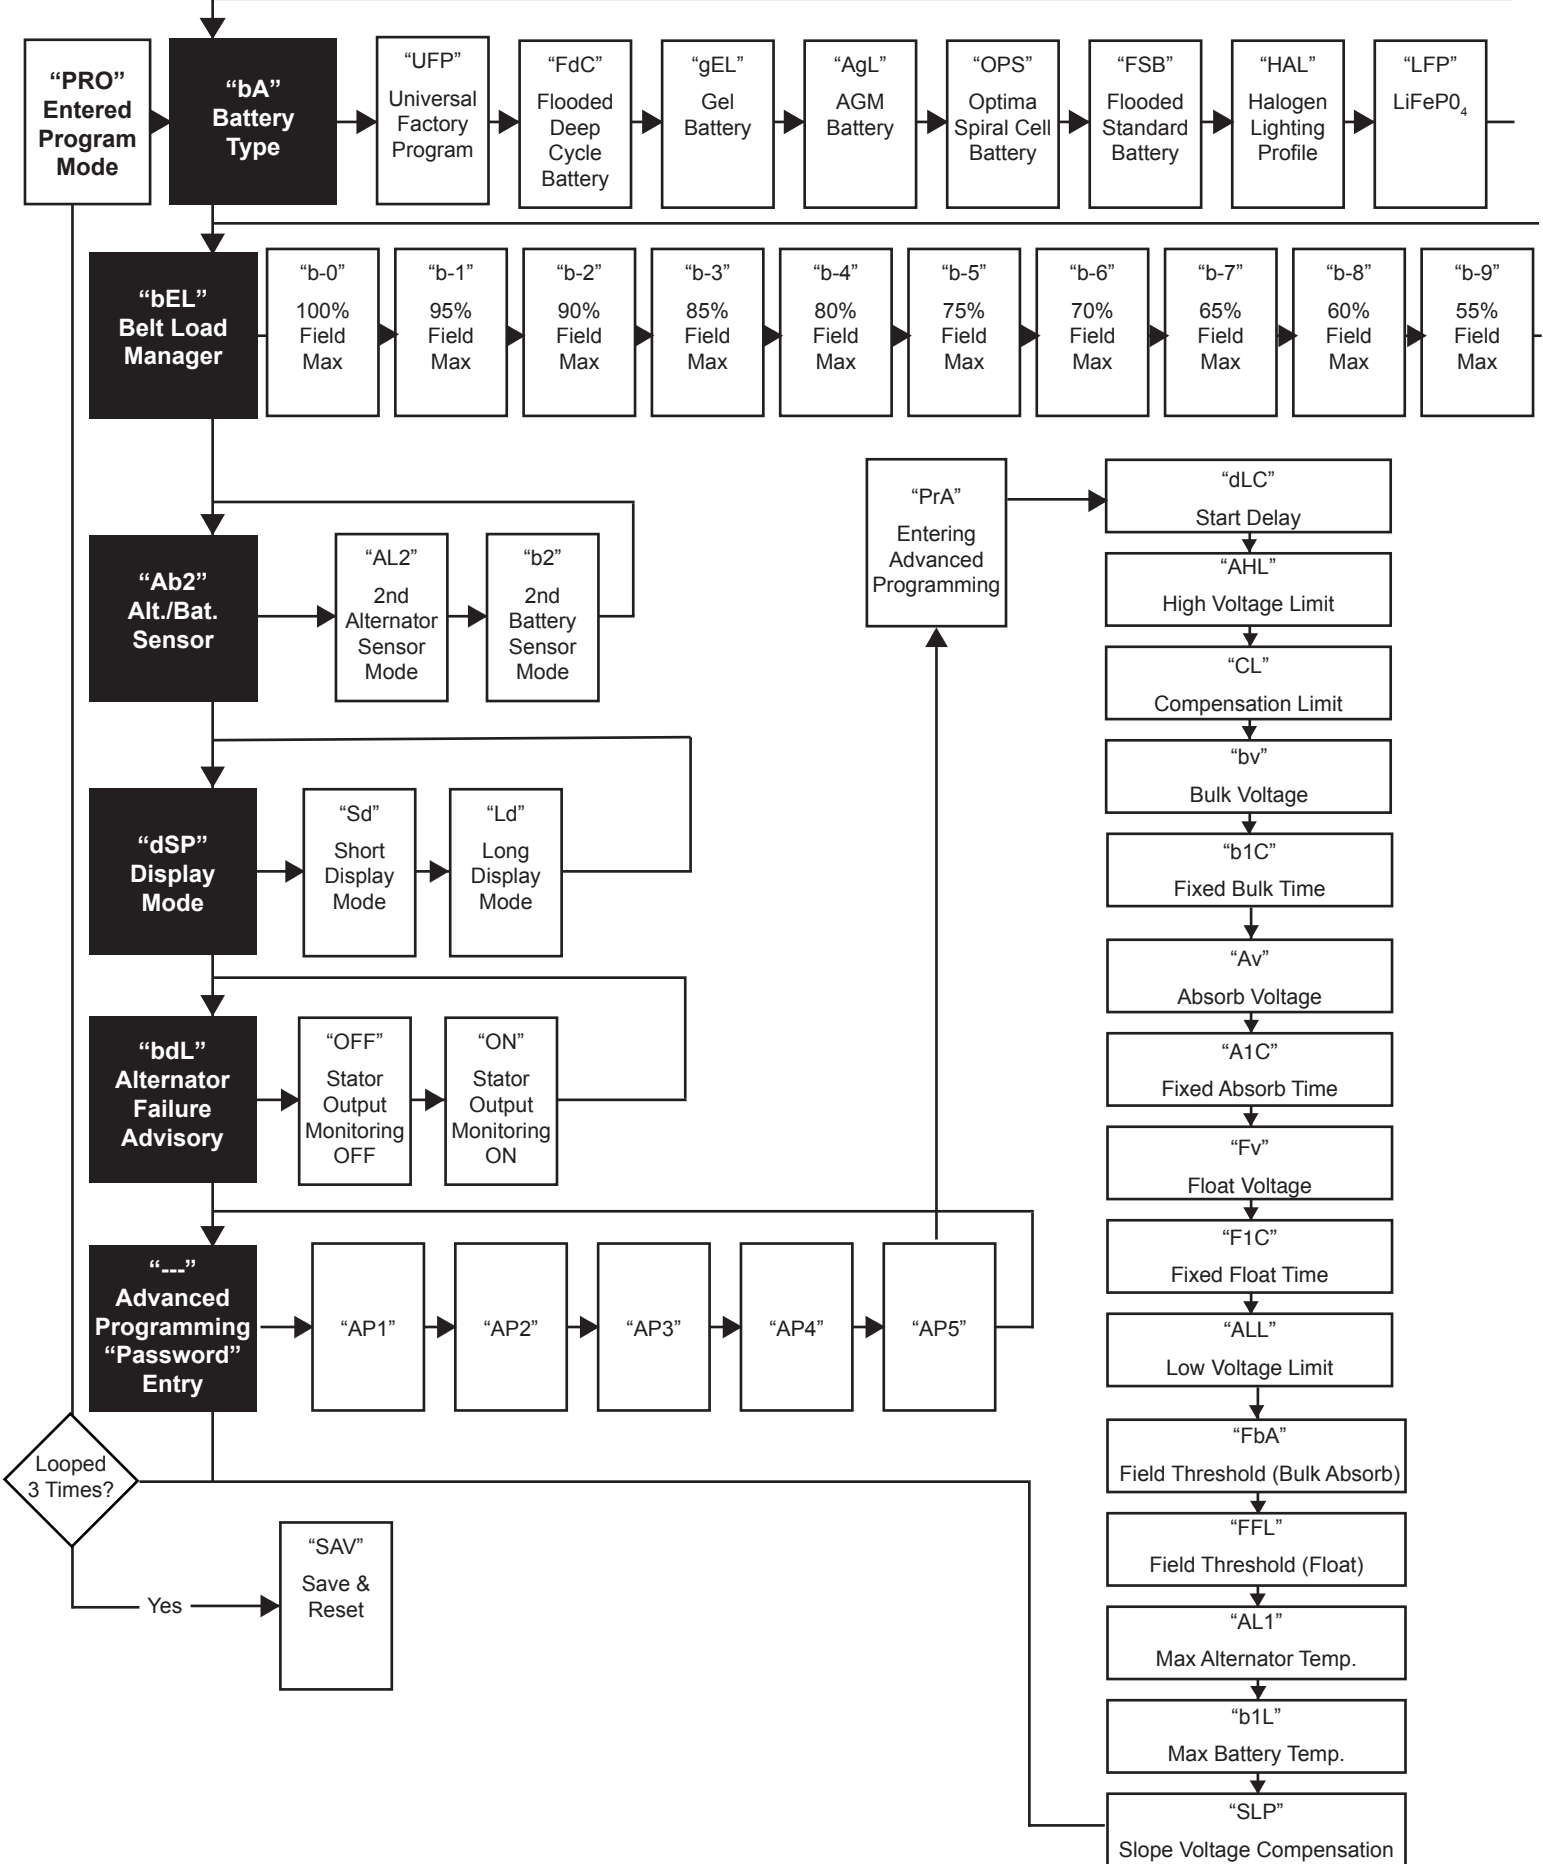 “PRO”
Entered
Program
Mode
“bA”
Battery
Type
“UFP”
Universal
Factory
Program
“FdC”
Flooded
Deep
Cycle
Battery
“gEL”
Gel
Battery
“AgL”
AGM
Battery
“OPS”
Optima
Spiral Cell
Battery
“FSB”
Flooded
Standard
Battery
“HAL”
Halogen
Lighting
Profile
“LFP”
LiFeP0₄
“bEL”
Belt Load
Manager
“b-0”
100%
Field
Max
“b-1”
95%
Field
Max
“b-2”
90%
Field
Max
“b-3”
85%
Field
Max
“b-4”
80%
Field
Max
“b-5”
75%
Field
Max
“b-6”
70%
Field
Max
“b-7”
65%
Field
Max
“b-8”
60%
Field
Max
“b-9”
55%
Field
Max
“Ab2”
Alt./Bat.
Sensor
“AL2”
2nd
Alternator
Sensor
Mode
“b2”
2nd
Battery
Sensor
Mode
“dSP”
Display
Mode
“Sd”
Short
Display
Mode
“Ld”
Long
Display
Mode
“bdL”
Alternator
Failure
Advisory
“OFF”
Stator
Output
Monitoring
OFF
“ON”
Stator
Output
Monitoring
ON
“---”
Advanced
Programming
“Password”
Entry
“AP1”
“AP2”
“AP3”
“AP4”
“AP5”
Looped
3 Times?
Yes
“SAV”
Save &
Reset
“PrA”
Entering
Advanced
Programming
“dLC”
Start Delay
“AHL”
High Voltage Limit
“CL”
Compensation Limit
“bv”
Bulk Voltage
“b1C”
Fixed Bulk Time
“Av”
Absorb Voltage
“A1C”
Fixed Absorb Time
“Fv”
Float Voltage
“F1C”
Fixed Float Time
“ALL”
Low Voltage Limit
“FbA”
Field Threshold (Bulk Absorb)
“FFL”
Field Threshold (Float)
“AL1”
Max Alternator Temp.
“b1L”
Max Battery Temp.
“SLP”
Slope Voltage Compensation